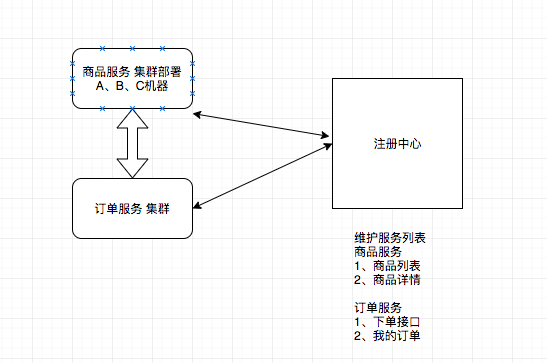 商品服务 集群部署
A、B、C机器
注册中心
订单服务 集群
维护服务列表
商品服务
1、商品列表
2、商品详情
订单服务
1、下单接口
2、我的订单